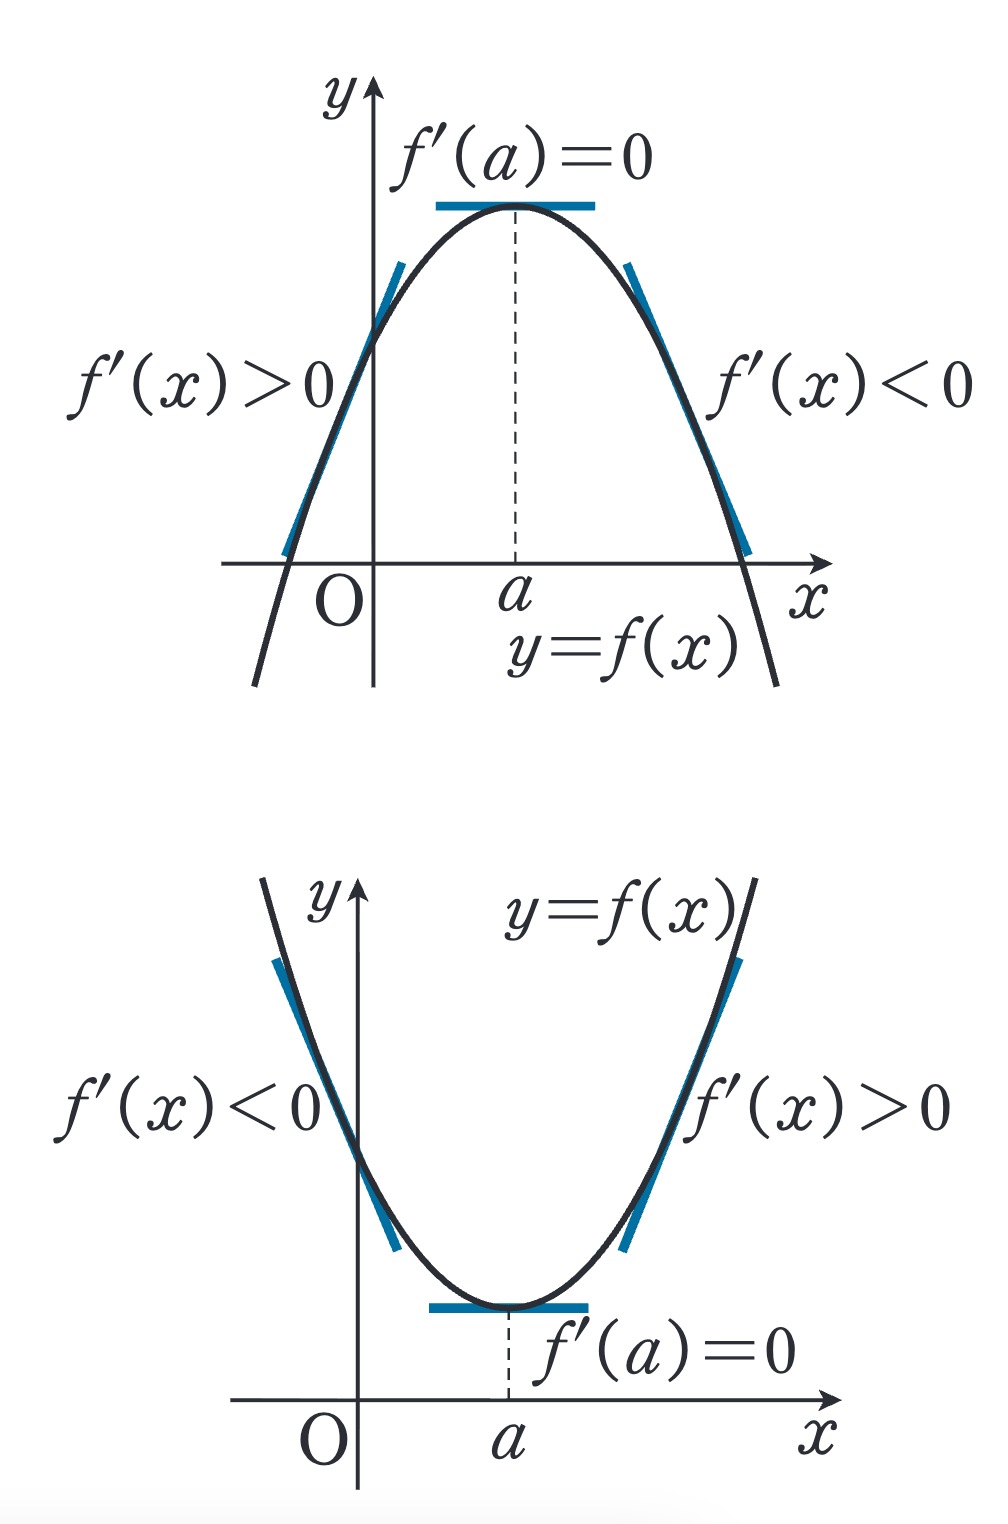 y
f′(a)=0
f′(x)>0
f′(x)<0
O
a
x
y=f(x)
y
y=f(x)
f′(x)<0
f′(x)>0
f′(a)=0
O
a
x